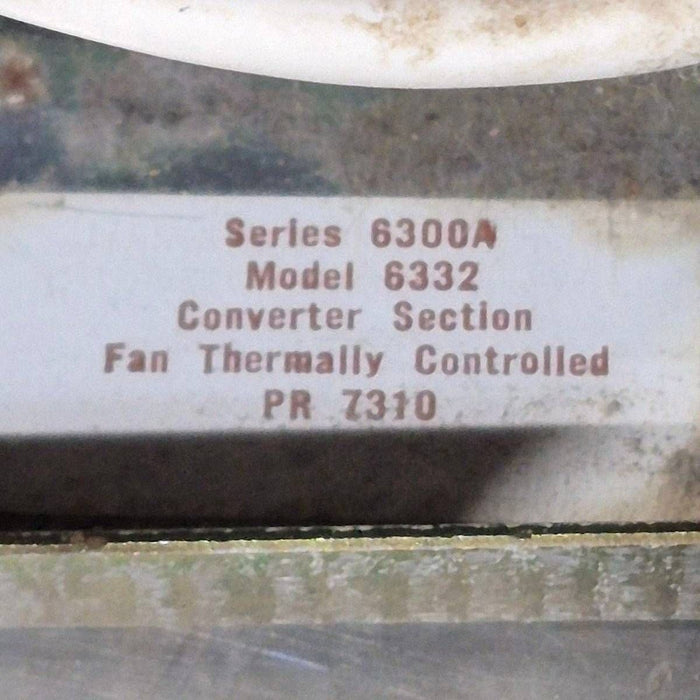 Series 6300A
Model 6332
Converter Section
Fan Thermally Controlled
PR 7310